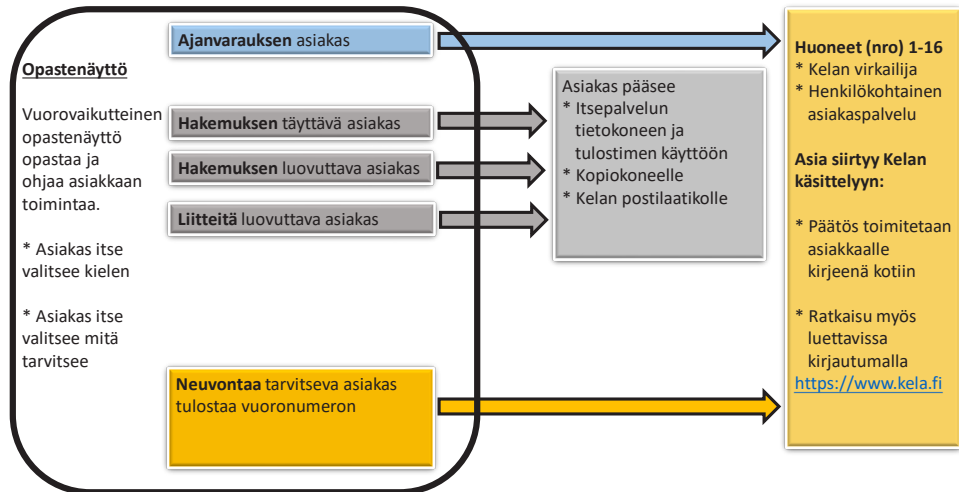 Opastenäyttö
Vuorovaikutteinen
opastenäyttö
opastaa ja
ohjaa asiakkaan
toimintaa.
* Asiakas itse
valitsee kielen
* Asiakas itse
valitsee mitä
tarvitsee
Ajanvarauksen asiakas
Hakemuksen täyttävä asiakas
Hakemuksen luovuttava asiakas
Liitteitä luovuttava asiakas
Neuvontaa tarvitseva asiakas
tulostaa vuoronumeron
Asiakas pääsee
* Itsepalvelun
tietokoneen ja
tulostimen käyttöön
* Kopiokoneelle
* Kelan postilaatikolle
Huoneet (nro) 1-16
* Kelan virkailija
* Henkilökohtainen
asiakaspalvelu
Asia siirtyy Kelan
käsittelyyn:
* Päätös toimitetaan
asiakkaalle
kirjeenä kotiin
* Ratkaisu myös
luettavissa
kirjautumalla
https://www.kela.fi